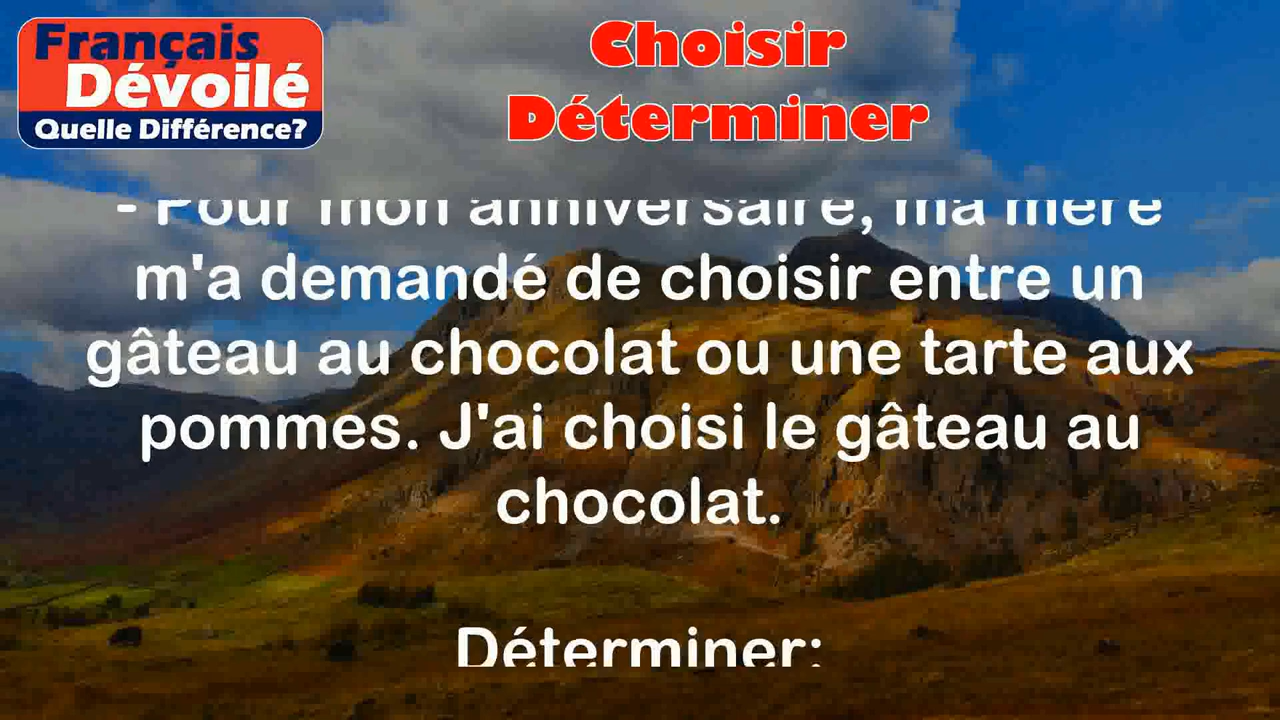 Français
Dévoilé
Quelle Différence?
Choisir
Déterminer
- Pour mon anniversaire, ma mère
m'a demandé de choisir entre un
gâteau au chocolat ou une tarte aux
pommes. J'ai choisi le gâteau au
chocolat.
Déterminer: